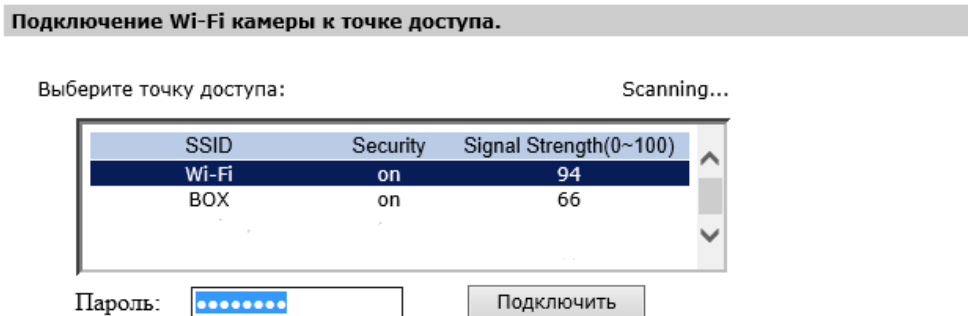 Подключение Wi-Fi камеры к точке доступа.
Выберите точку доступа: Scanning...
SSID Security Signal Strength(0~100)
Wi-Fi on 94
BOX on 66
Пароль: •••••••• Подключить